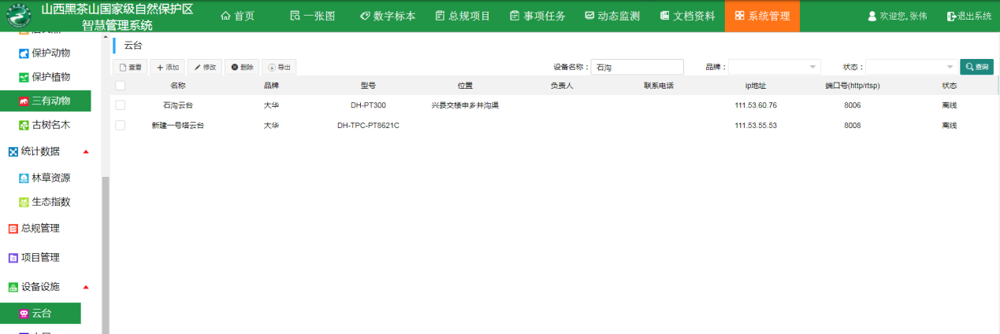 山西黑茶山国家级自然保护区
智慧管理系统
首页 一张图 数字标本 总规项目 事项任务 动态监测 文档资料 系统管理 欢迎您, 张伟 退出系统
保护动物
保护植物
三有动物
古树名木
统计数据
林草资源
生态指数
总规管理
项目管理
设备设施
云台
云台
查看 添加 修改 删除 导出 设备名称： 石沟 品牌： 状态： 查询
名称 品牌 型号 位置 负责人 联系电话 ip地址 端口号(http/rtsp) 状态
石沟云台 大华 DH-PT300 兴县交楼申乡井沟渠 111.53.60.76 8006 离线
新建一号塔云台 大华 DH-TPC-PT8621C 111.53.55.53 8008 离线